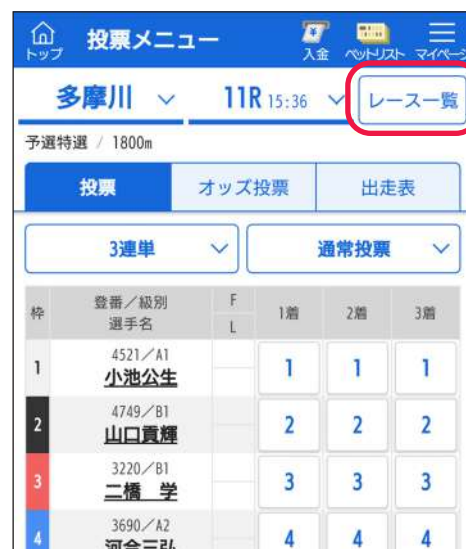 トップ 投票メニュー 入金 ベットリスト マイページ
多摩川 11R 15:36 レース一覧
予選特選 / 1800m
投票 オッズ投票 出走表
3連単 通常投票
枠 登番/級別 選手名 F L 1着 2着 3着
4521/A1
1 小池公生 1 1 1
4749/B1
2 山口貢輝 2 2 2
3220/B1
3 二橋 学 3 3 3
3690/A2
4 河合三弘 4 4 4